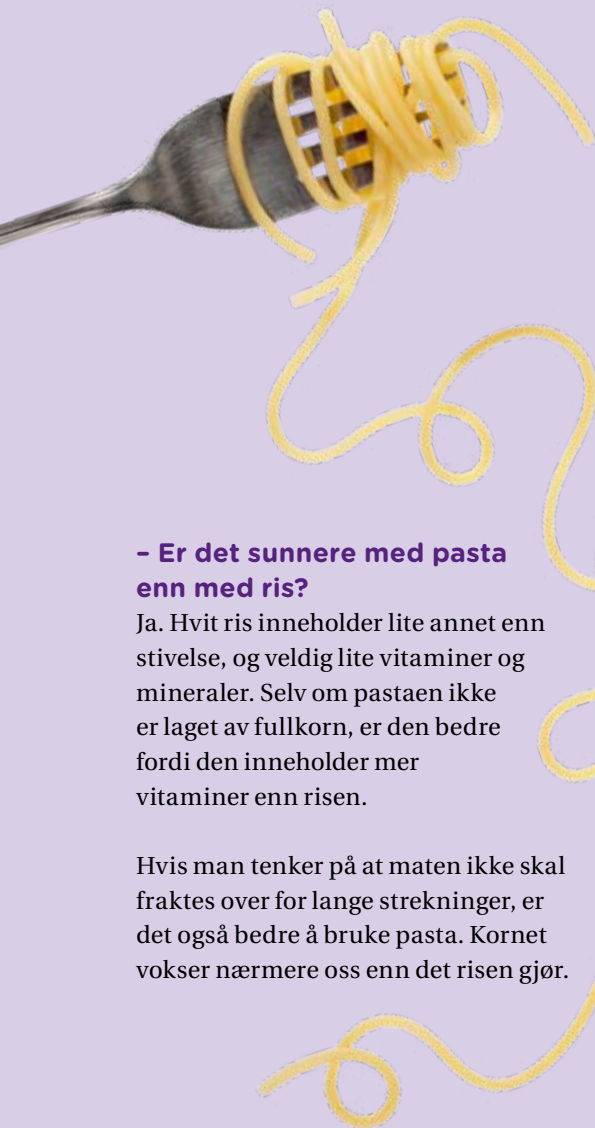 – Er det sunnere med pasta
enn med ris?
Ja. Hvit ris inneholder lite annet enn
stivelse, og veldig lite vitaminer og
mineraler. Selv om pastaen ikke
er laget av fullkorn, er den bedre
fordi den inneholder mer
vitaminer enn risen.
Hvis man tenker på at maten ikke skal
fraktes over for lange strekninger, er
det også bedre å bruke pasta. Kornet
vokser nærmere oss enn det risen gjør.